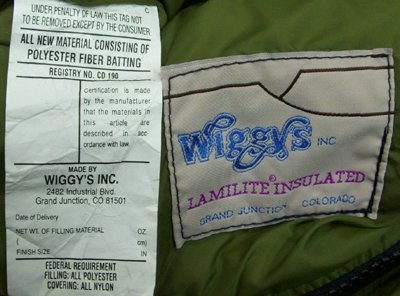 UNDER PENALTY OF LAW THIS TAG NOT
TO BE REMOVED EXCEPT BY THE CONSUMER
C
ALL NEW MATERIAL CONSISTING OF
POLYESTER FIBER BATTING
REGISTRY NO. CO 190
Certification is made
by the manufacturer
that the materials in
this article are
described in acc-
ordance with law.
MADE BY
WIGGY'S INC.
2482 Industrial Blvd.
Grand Junction, CO 81501
Date of Delivery
NET WT. OF FILLING MATERIAL OZ.
( cm)
FINISH SIZE IN
FEDERAL REQUIREMENT
FILLING: ALL POLYESTER
COVERING: ALL NYLON
Wiggy's INC.
LAMILITE® INSULATED
GRAND JUNCTION COLORADO